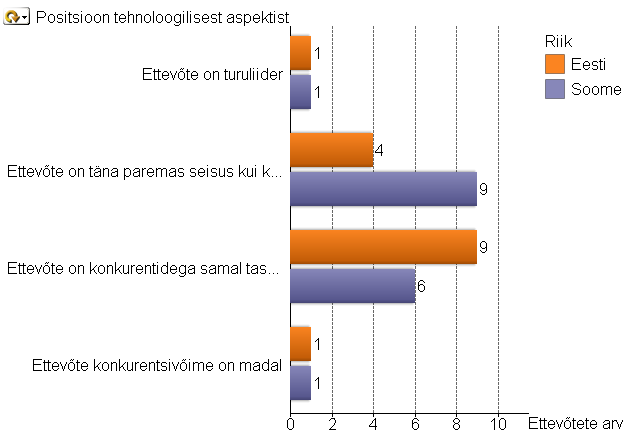 Positsioon tehnoloogilisest aspektist
Riik
Eesti
Soome
Ettevõte on turuliider
1
1
Ettevõte on täna paremas seisus kui k...
4
9
Ettevõte on konkurentidega samal tas...
9
6
Ettevõte konkurentsivõime on madal
1
1
0 2 4 6 8 10
Ettevõtete arv